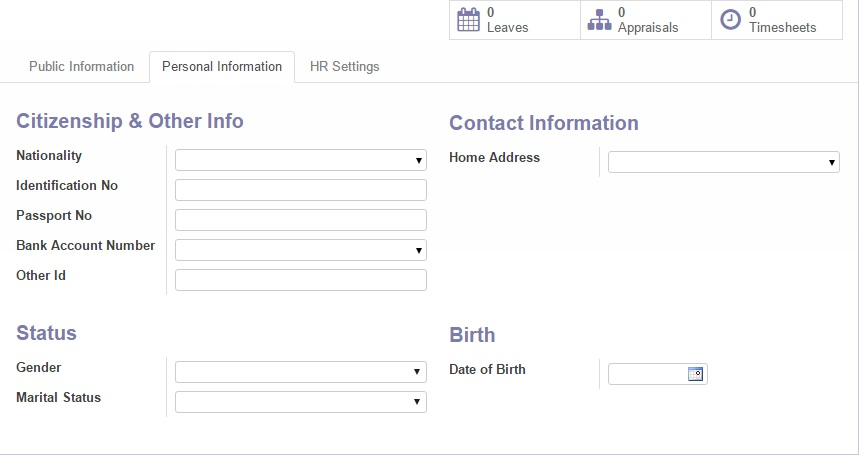 0
Leaves
0
Appraisals
0
Timesheets
Public Information
Personal Information
HR Settings
Citizenship & Other Info
Nationality
Identification No
Passport No
Bank Account Number
Other Id
Contact Information
Home Address
Status
Gender
Marital Status
Birth
Date of Birth